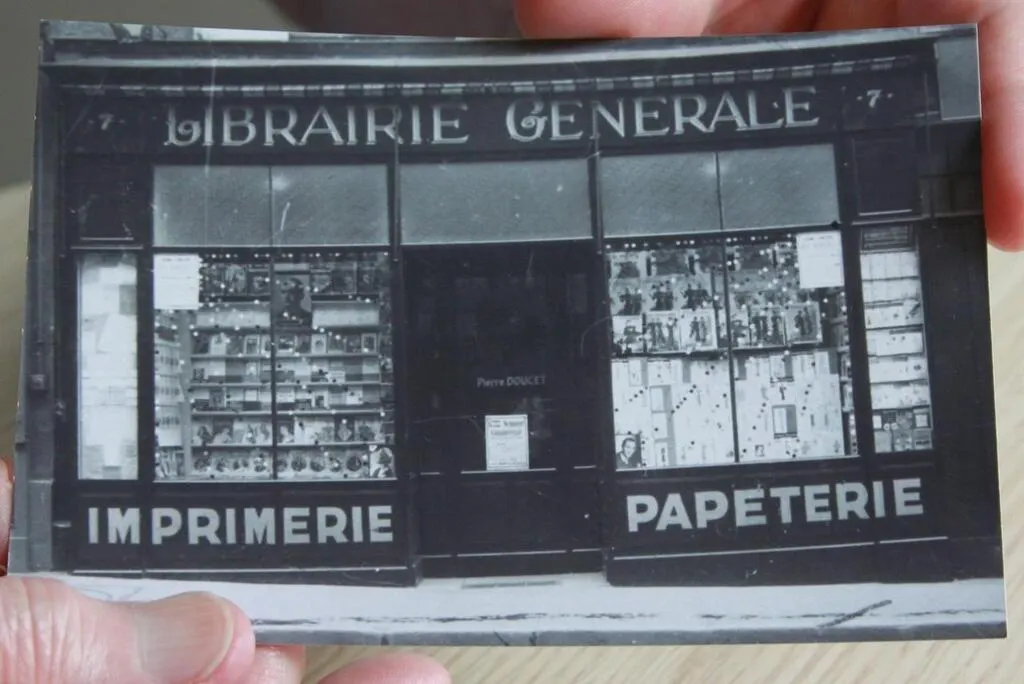 ·7· LIBRAIRIE GENERALE ·7·
Pierre DOUCET
IMPRIMERIE PAPETERIE